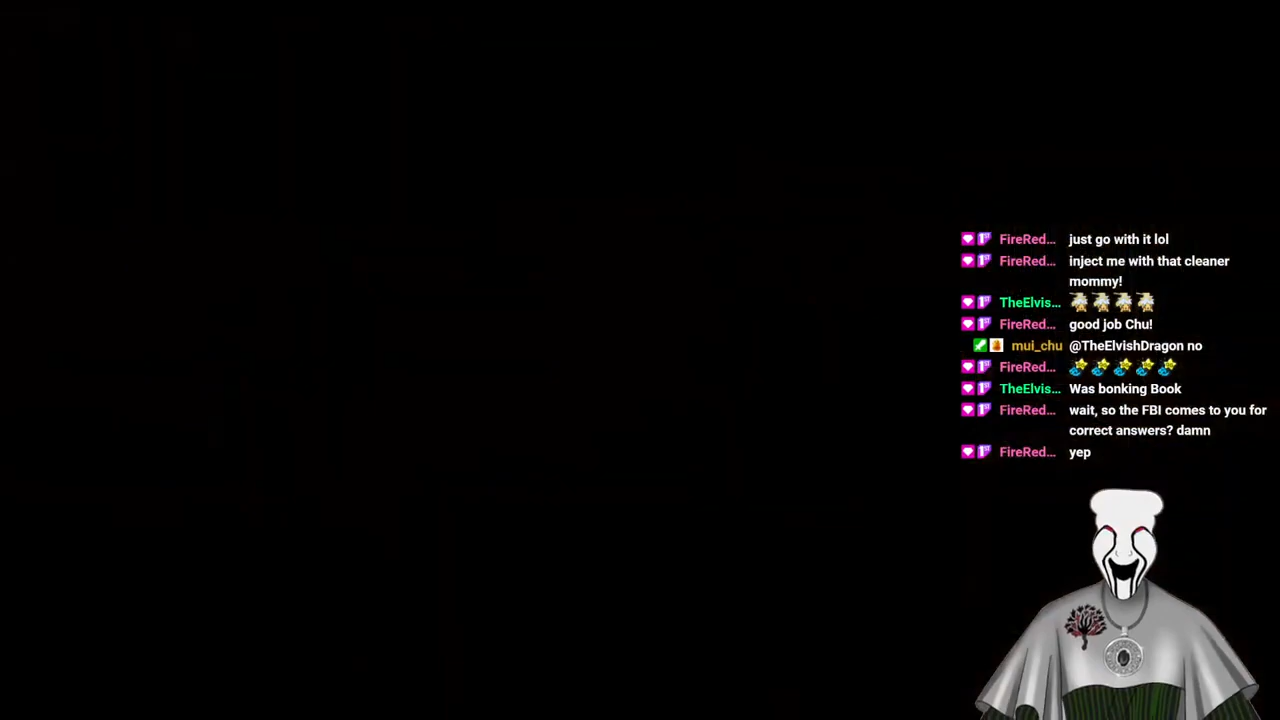 FireRed... just go with it lol
FireRed... inject me with that cleaner
mommy!
TheElvis...
FireRed... good job Chu!
mui_chu @TheElvishDragon no
FireRed...
TheElvis... Was bonking Book
FireRed... wait, so the FBI comes to you for
correct answers? damn
FireRed... yep